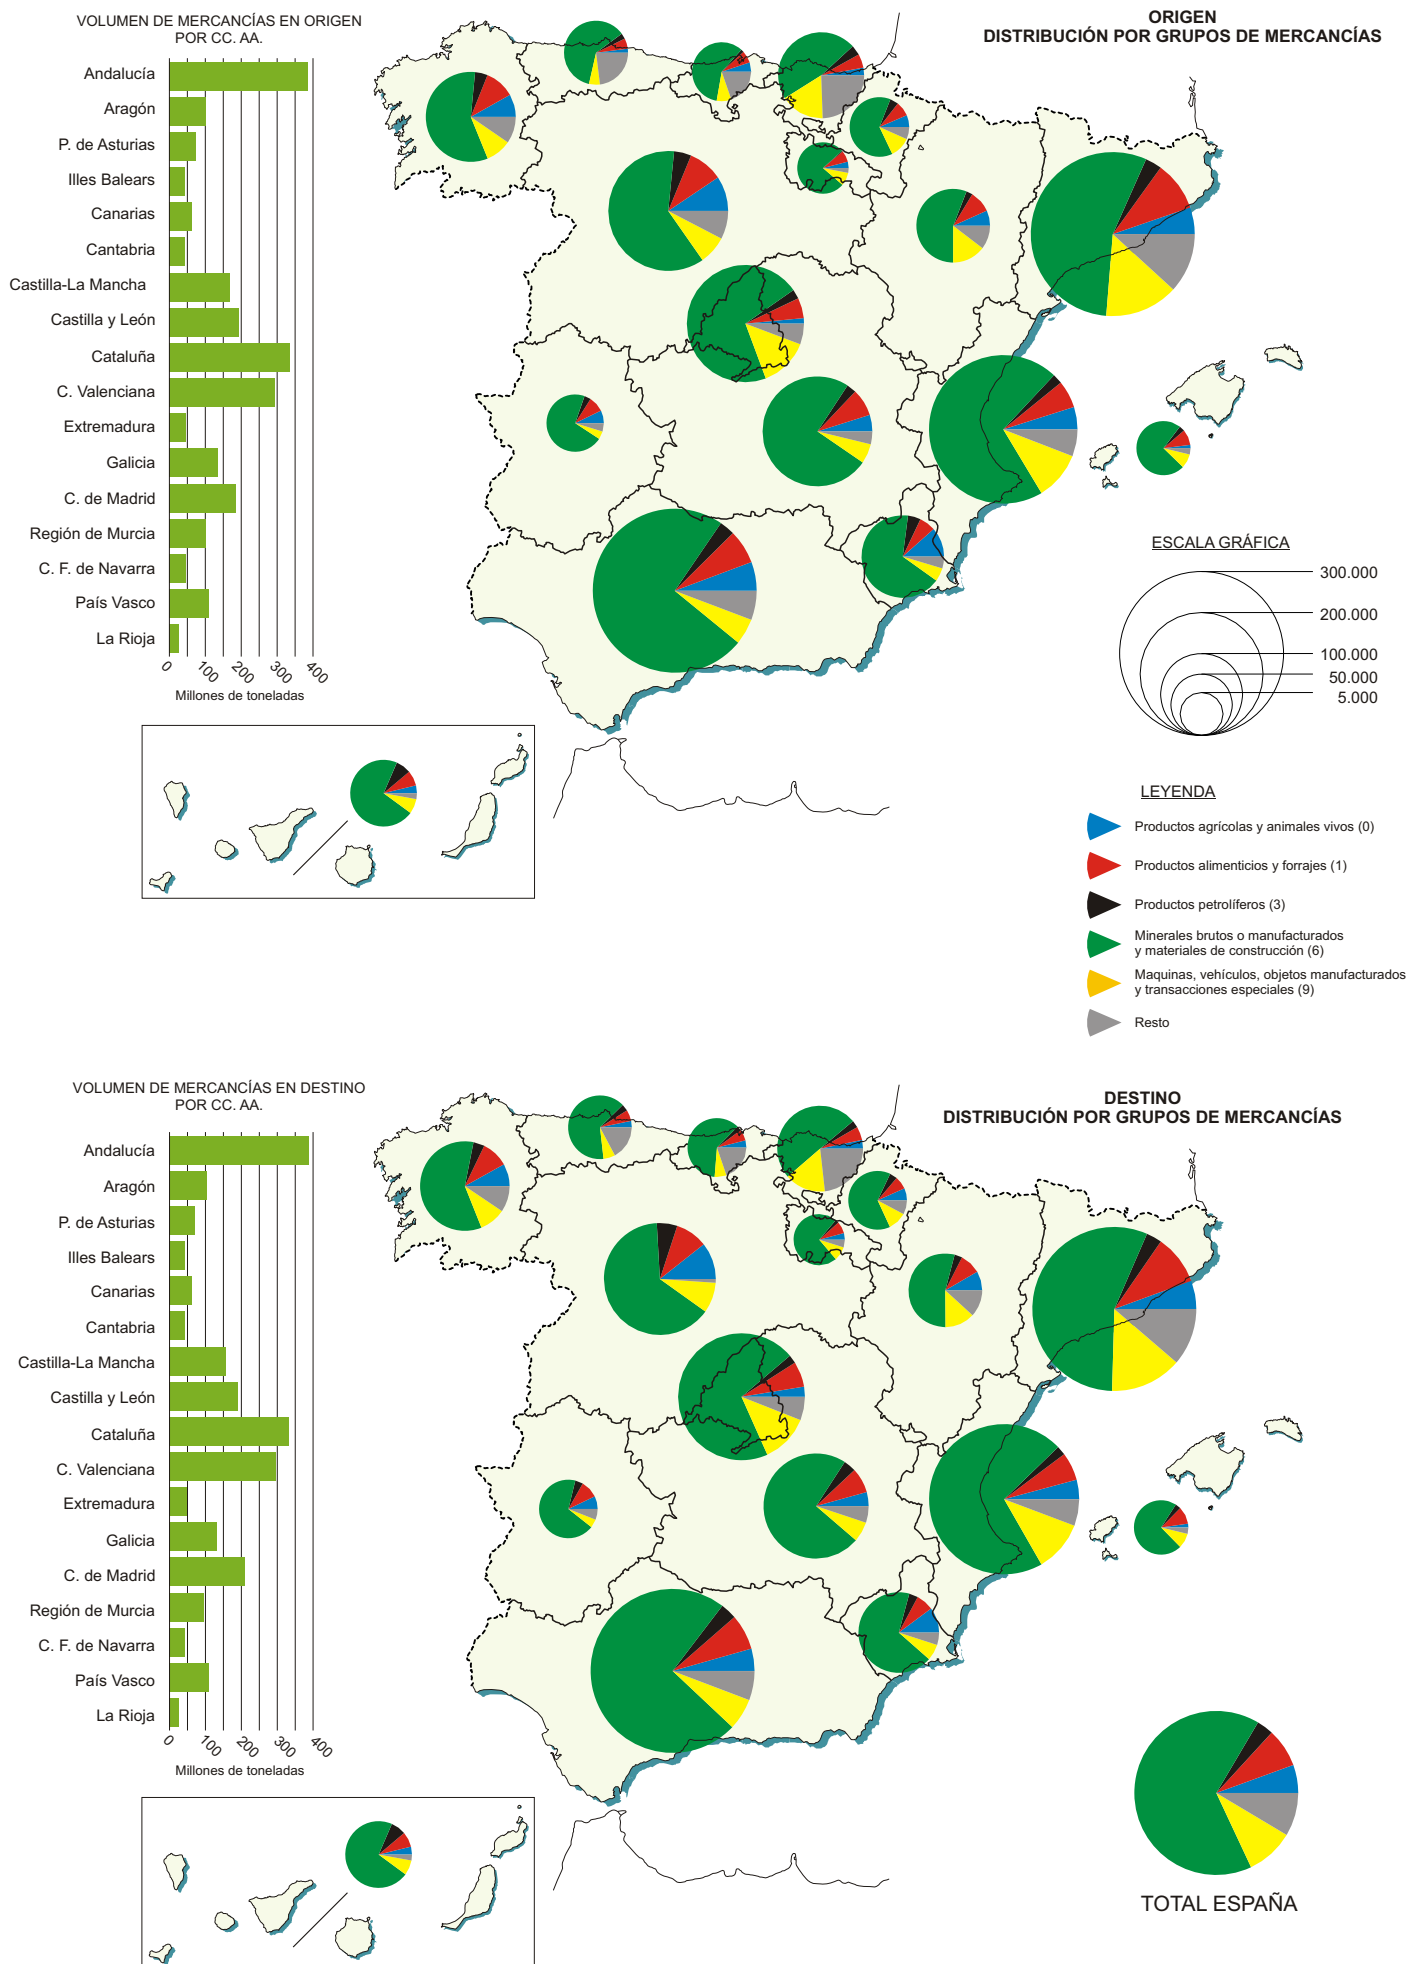 VOLUMEN DE MERCANCÍAS EN ORIGEN
POR CC. AA.
Andalucía
Aragón
P. de Asturias
Illes Balears
Canarias
Cantabria
Castilla-La Mancha
Castilla y León
Cataluña
C. Valenciana
Extremadura
Galicia
C. de Madrid
Región de Murcia
C. F. de Navarra
País Vasco
La Rioja
0 100 200 300 400
Millones de toneladas
ORIGEN
DISTRIBUCIÓN POR GRUPOS DE MERCANCÍAS
ESCALA GRÁFICA
300.000
200.000
100.000
50.000
5.000
LEYENDA
Productos agrícolas y animales vivos (0)
Productos alimenticios y forrajes (1)
Productos petrolíferos (3)
Minerales brutos o manufacturados
y materiales de construcción (6)
Maquinas, vehículos, objetos manufacturados
y transacciones especiales (9)
Resto
VOLUMEN DE MERCANCÍAS EN DESTINO
POR CC. AA.
Andalucía
Aragón
P. de Asturias
Illes Balears
Canarias
Cantabria
Castilla-La Mancha
Castilla y León
Cataluña
C. Valenciana
Extremadura
Galicia
C. de Madrid
Región de Murcia
C. F. de Navarra
País Vasco
La Rioja
0 100 200 300 400
Millones de toneladas
DESTINO
DISTRIBUCIÓN POR GRUPOS DE MERCANCÍAS
TOTAL ESPAÑA